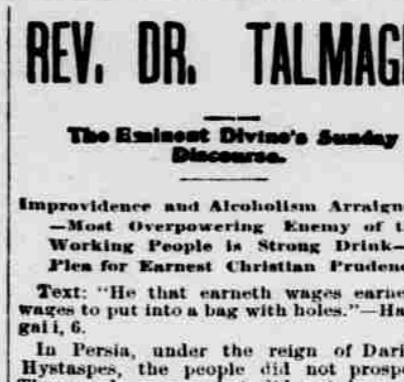 REV. DR. TALMAG
The Eminent Divine's Sunday
Discourse.
Improvidence and Alcoholism Arraign
—Most Overpowering Enemy of t
Working People is Strong Drink—
Plea for Earnest Christian Pruden
Text: "He that earneth wages earne
wages to put into a bag with holes."—Ha
gai i, 6.
In Persia, under the reign of Dari
Hystaspes, the people did not prosp